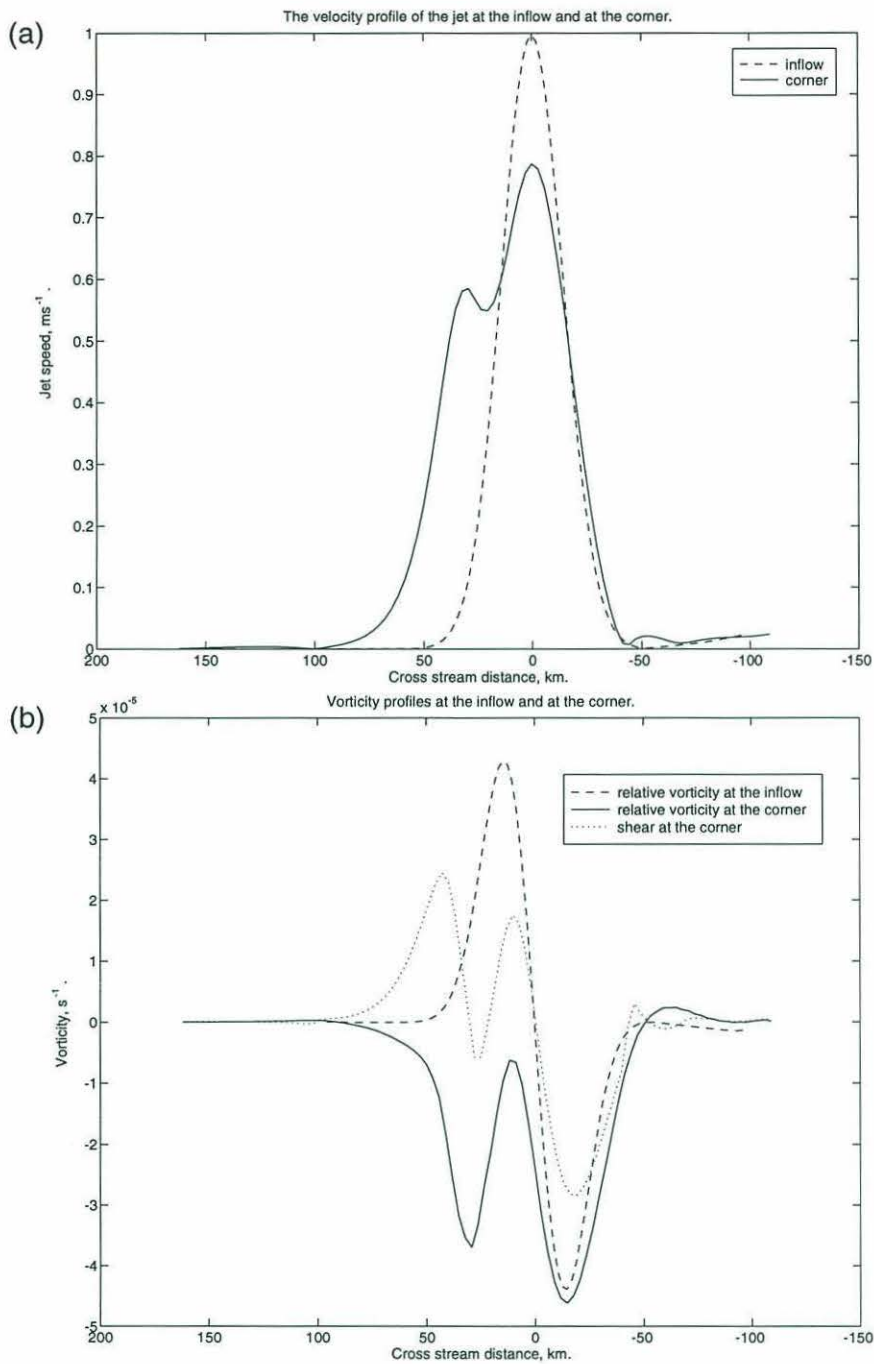 (a)
The velocity profile of the jet at the inflow and at the corner.
inflow
corner
1
0.9
0.8
0.7
0.6
0.5
0.4
0.3
0.2
0.1
0
Jet speed, ms⁻¹ .
200 150 100 50 0 -50 -100 -150
Cross stream distance, km.
(b)
Vorticity profiles at the inflow and at the corner.
x 10⁻⁵
relative vorticity at the inflow
relative vorticity at the corner
shear at the corner
5
4
3
2
1
0
-1
-2
-3
-4
-5
Vorticity, s⁻¹ .
200 150 100 50 0 -50 -100 -150
Cross stream distance, km.